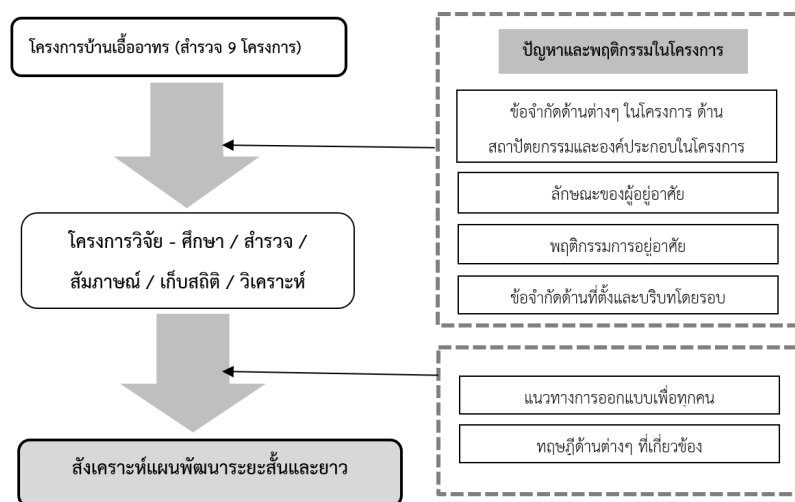 โครงการบ้านเอื้ออาทร (สำรวจ 9 โครงการ)
โครงการวิจัย - ศึกษา / สำรวจ /
สัมภาษณ์ / เก็บสถิติ / วิเคราะห์
สังเคราะห์แผนพัฒนาระยะสั้นและยาว
ปัญหาและพฤติกรรมในโครงการ
ข้อจำกัดด้านต่างๆ ในโครงการ ด้าน
สถาปัตยกรรมและองค์ประกอบในโครงการ
ลักษณะของผู้อยู่อาศัย
พฤติกรรมการอยู่อาศัย
ข้อจำกัดด้านที่ตั้งและบริบทโดยรอบ
แนวทางการออกแบบเพื่อทุกคน
ทฤษฎีด้านต่างๆ ที่เกี่ยวข้อง